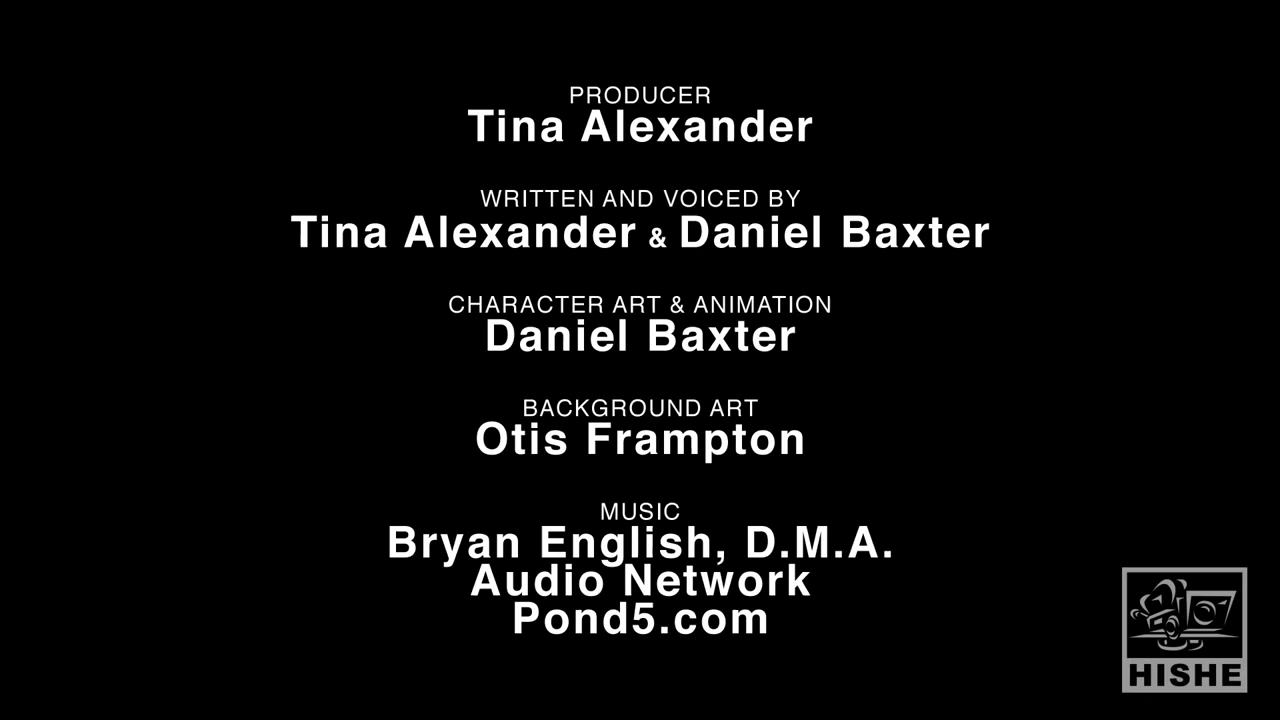 PRODUCER
Tina Alexander
WRITTEN AND VOICED BY
Tina Alexander & Daniel Baxter
CHARACTER ART & ANIMATION
Daniel Baxter
BACKGROUND ART
Otis Frampton
MUSIC
Bryan English, D.M.A.
Audio Network
Pond5.com
HISHE